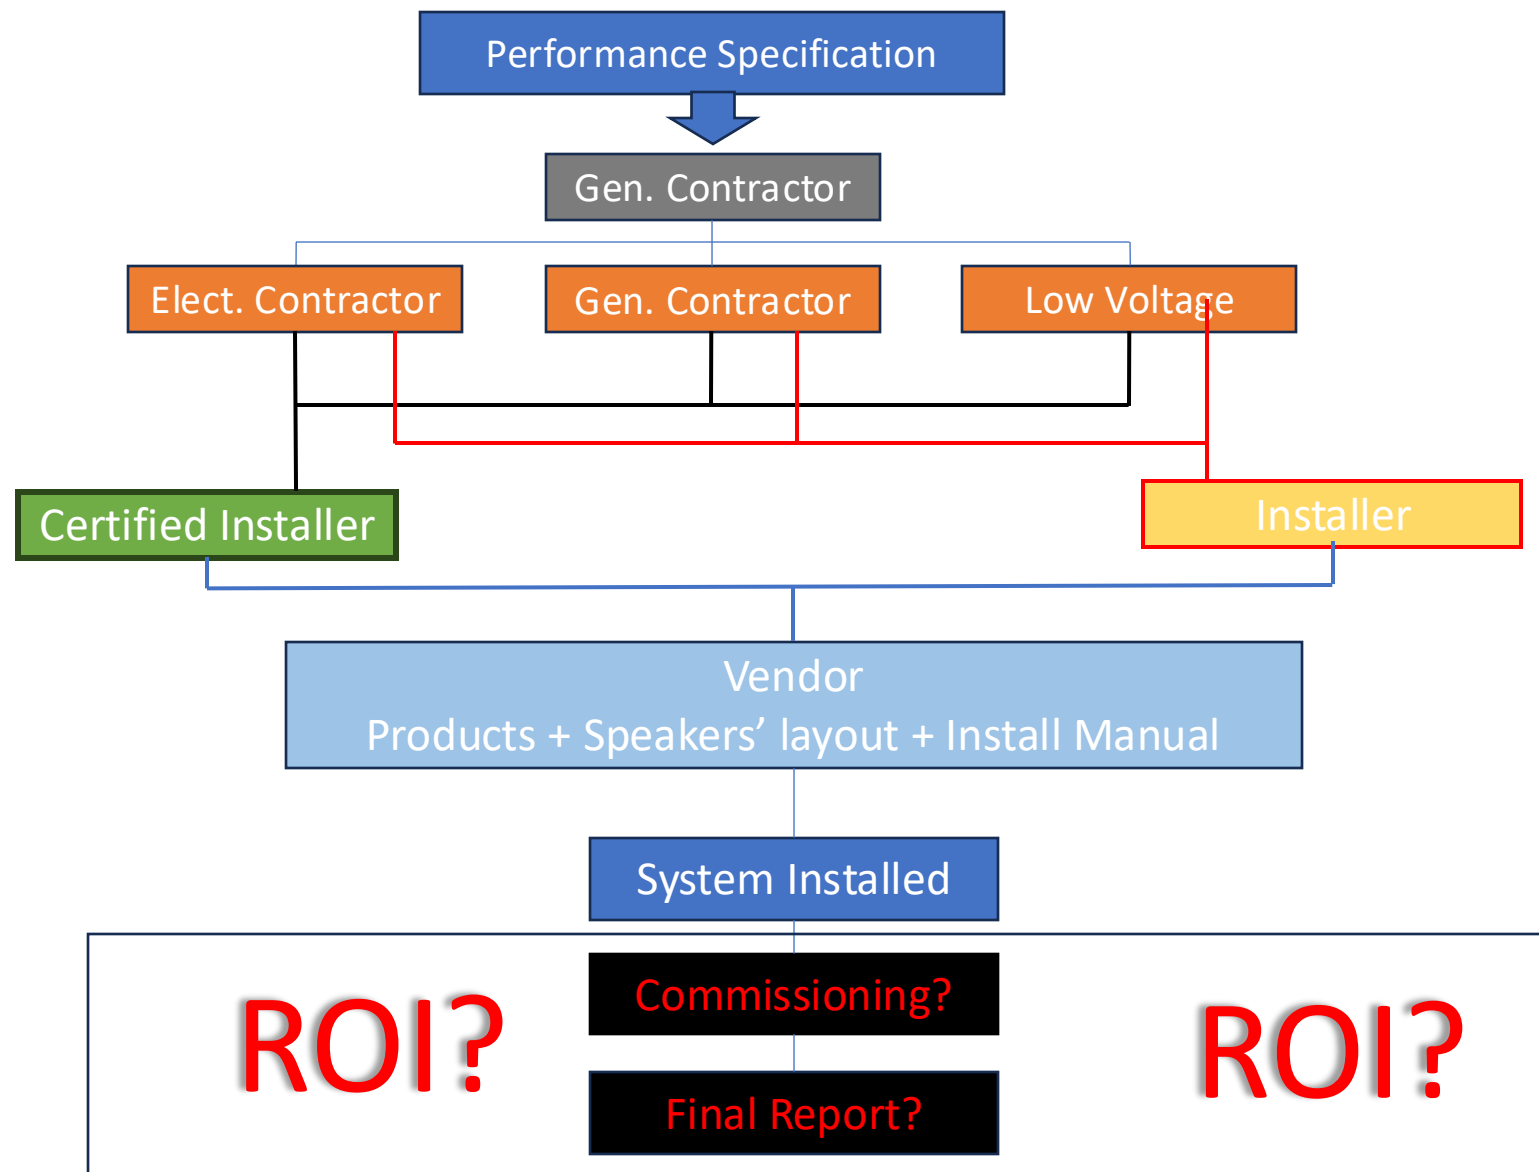 Performance Specification
Gen. Contractor
Elect. Contractor
Gen. Contractor
Low Voltage
Certified Installer
Installer
Vendor
Products + Speakers’ layout + Install Manual
System Installed
Commissioning?
ROI?
ROI?
Final Report?